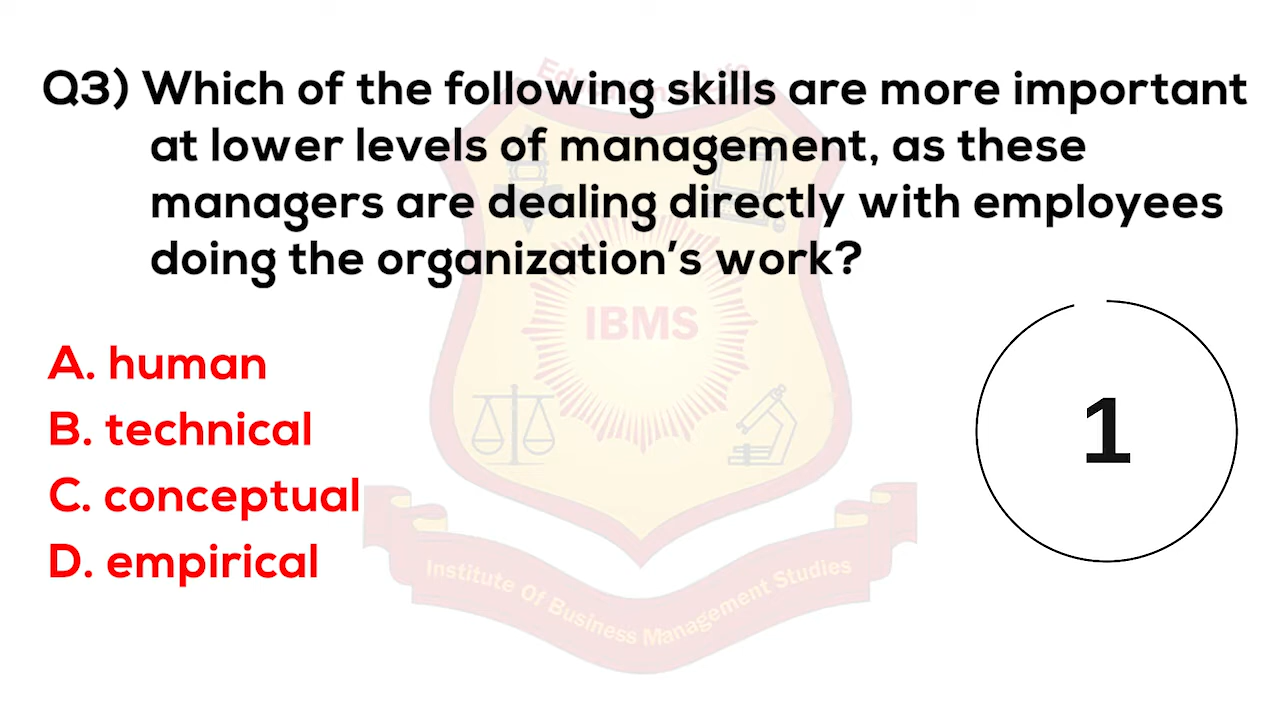 Q3) Which of the following skills are more important
at lower levels of management, as these
managers are dealing directly with employees
doing the organization’s work?
IBMS
A. human
B. technical
C. conceptual
D. empirical
1
Institute Of Business Management Studies